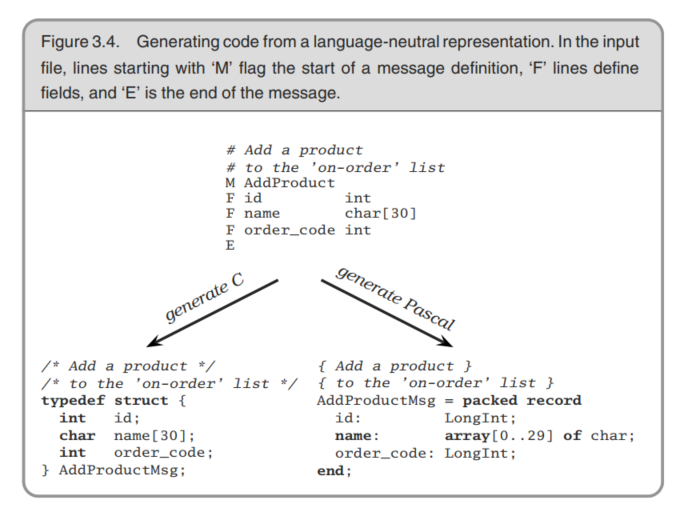 Figure 3.4. Generating code from a language-neutral representation. In the input
file, lines starting with ‘M’ flag the start of a message definition, ‘F’ lines define
fields, and ‘E’ is the end of the message.
# Add a product
# to the 'on-order' list
M AddProduct
F id int
F name char[30]
F order_code int
E
generate C
generate Pascal
/* Add a product */
/* to the 'on-order' list */
typedef struct {
int id;
char name[30];
int order_code;
} AddProductMsg;
{ Add a product }
{ to the 'on-order' list }
AddProductMsg = packed record
id: LongInt;
name: array[0..29] of char;
order_code: LongInt;
end;